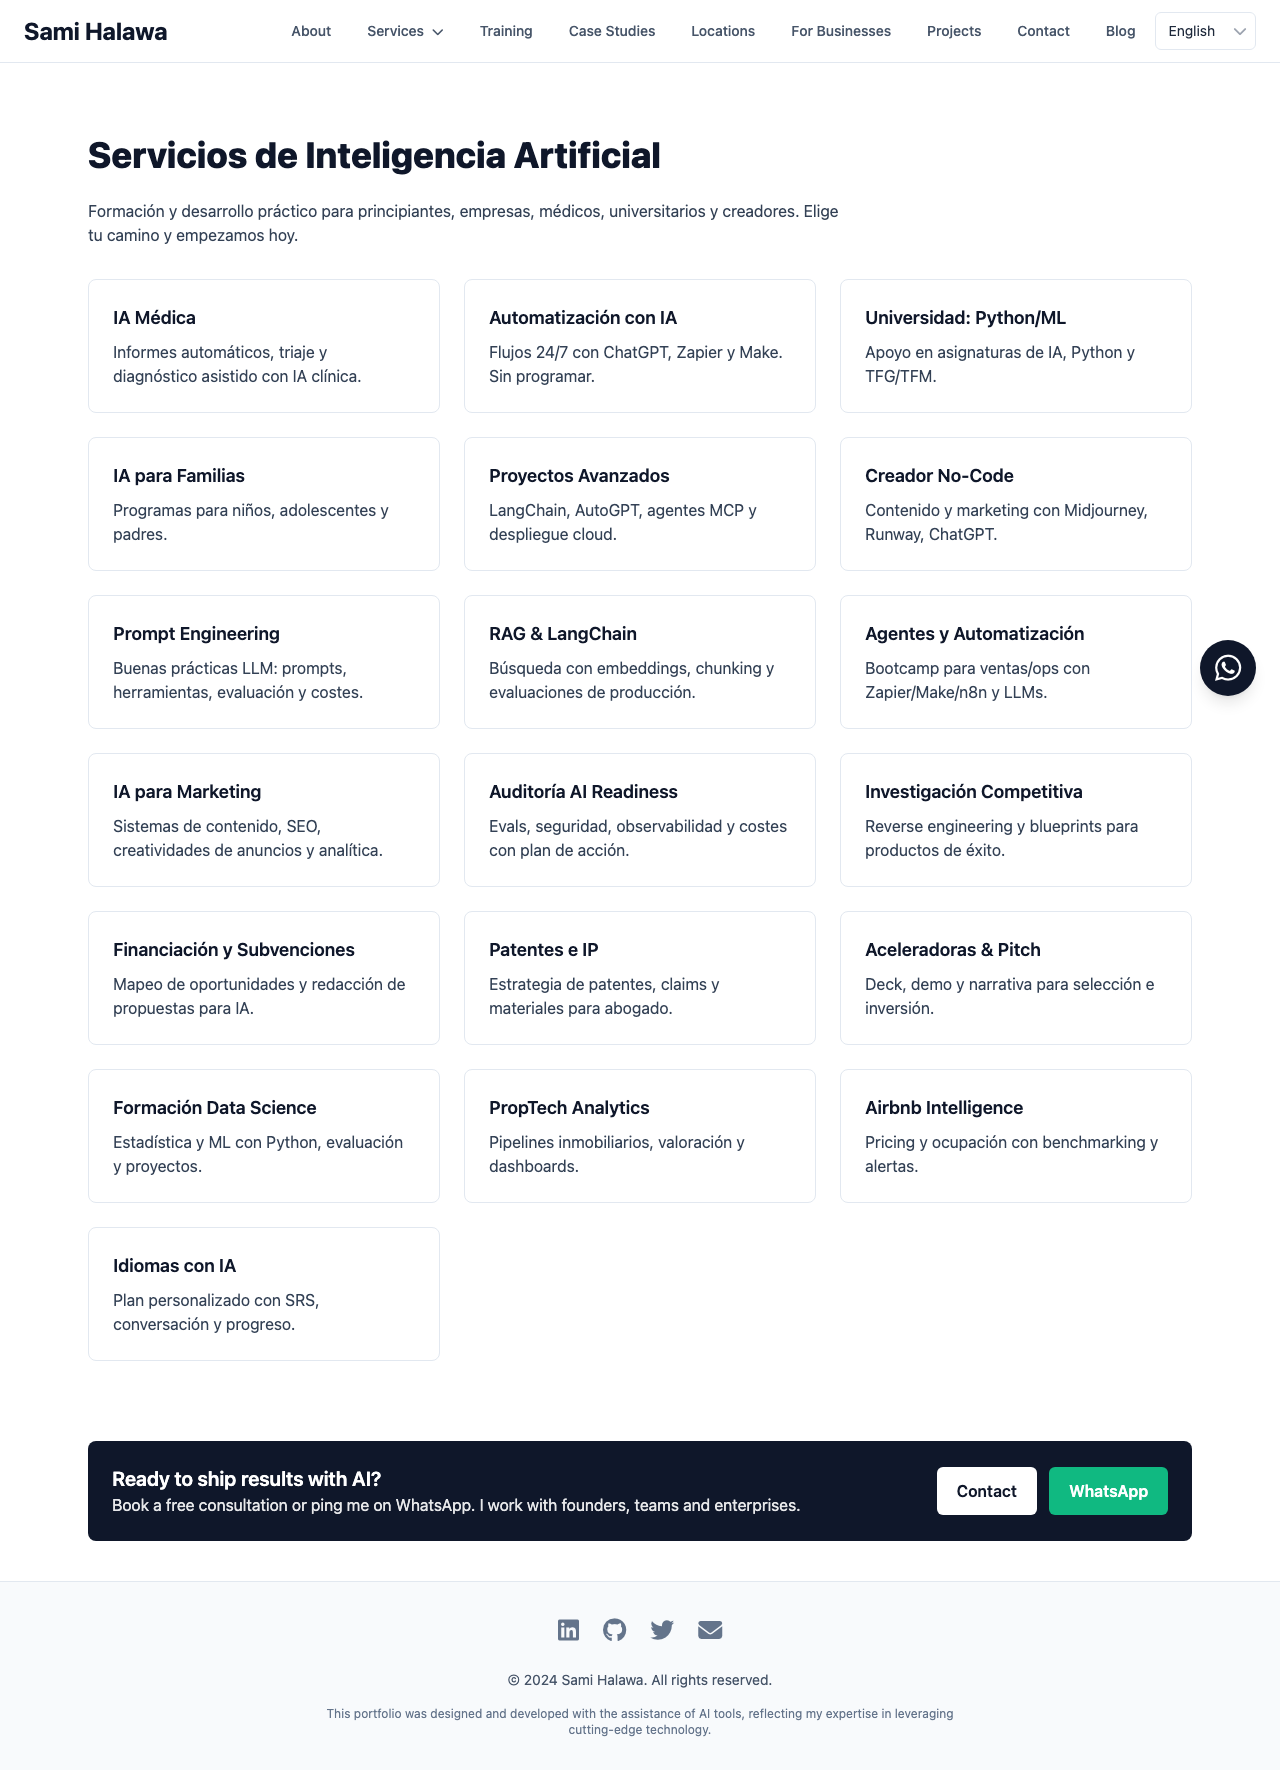 Sami Halawa
About
Services
Training
Case Studies
Locations
For Businesses
Projects
Contact
Blog
English
Servicios de Inteligencia Artificial
Formación y desarrollo práctico para principiantes, empresas, médicos, universitarios y creadores. Elige
tu camino y empezamos hoy.
IA Médica
Informes automáticos, triaje y
diagnóstico asistido con IA clínica.
Automatización con IA
Flujos 24/7 con ChatGPT, Zapier y Make.
Sin programar.
Universidad: Python/ML
Apoyo en asignaturas de IA, Python y
TFG/TFM.
IA para Familias
Programas para niños, adolescentes y
padres.
Proyectos Avanzados
LangChain, AutoGPT, agentes MCP y
despliegue cloud.
Creador No-Code
Contenido y marketing con Midjourney,
Runway, ChatGPT.
Prompt Engineering
Buenas prácticas LLM: prompts,
herramientas, evaluación y costes.
RAG & LangChain
Búsqueda con embeddings, chunking y
evaluaciones de producción.
Agentes y Automatización
Bootcamp para ventas/ops con
Zapier/Make/n8n y LLMs.
IA para Marketing
Sistemas de contenido, SEO,
creatividades de anuncios y analítica.
Auditoría AI Readiness
Evals, seguridad, observabilidad y costes
con plan de acción.
Investigación Competitiva
Reverse engineering y blueprints para
productos de éxito.
Financiación y Subvenciones
Mapeo de oportunidades y redacción de
propuestas para IA.
Patentes e IP
Estrategia de patentes, claims y
materiales para abogado.
Aceleradoras & Pitch
Deck, demo y narrativa para selección e
inversión.
Formación Data Science
Estadística y ML con Python, evaluación
y proyectos.
PropTech Analytics
Pipelines inmobiliarios, valoración y
dashboards.
Airbnb Intelligence
Pricing y ocupación con benchmarking y
alertas.
Idiomas con IA
Plan personalizado con SRS,
conversación y progreso.
Ready to ship results with AI?
Book a free consultation or ping me on WhatsApp. I work with founders, teams and enterprises.
Contact
WhatsApp
© 2024 Sami Halawa. All rights reserved.
This portfolio was designed and developed with the assistance of AI tools, reflecting my expertise in leveraging
cutting-edge technology.